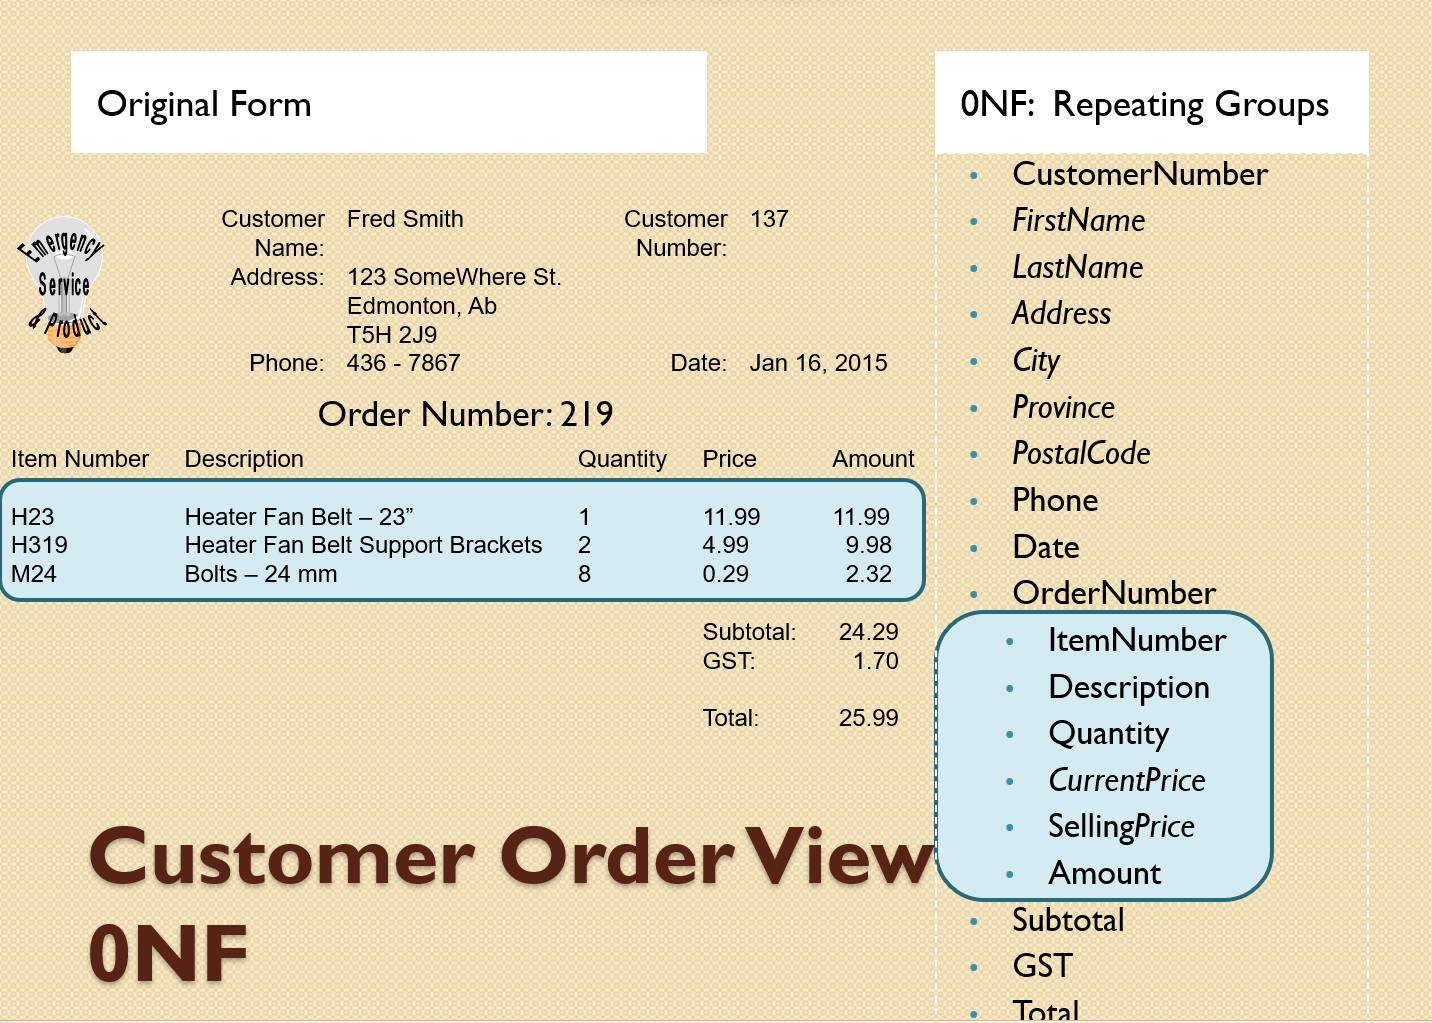 Original Form
Emergency
Service
& Product
Customer Name: Fred Smith Customer Number: 137
Address: 123 SomeWhere St.
Edmonton, Ab
T5H 2J9
Phone: 436 - 7867 Date: Jan 16, 2015
Order Number: 219
Item Number Description Quantity Price Amount
H23 Heater Fan Belt – 23” 1 11.99 11.99
H319 Heater Fan Belt Support Brackets 2 4.99 9.98
M24 Bolts – 24 mm 8 0.29 2.32
Subtotal: 24.29
GST: 1.70
Total: 25.99
Customer Order View
0NF
0NF: Repeating Groups
• CustomerNumber
• FirstName
• LastName
• Address
• City
• Province
• PostalCode
• Phone
• Date
• OrderNumber
• ItemNumber
• Description
• Quantity
• CurrentPrice
• SellingPrice
• Amount
• Subtotal
• GST
• Total